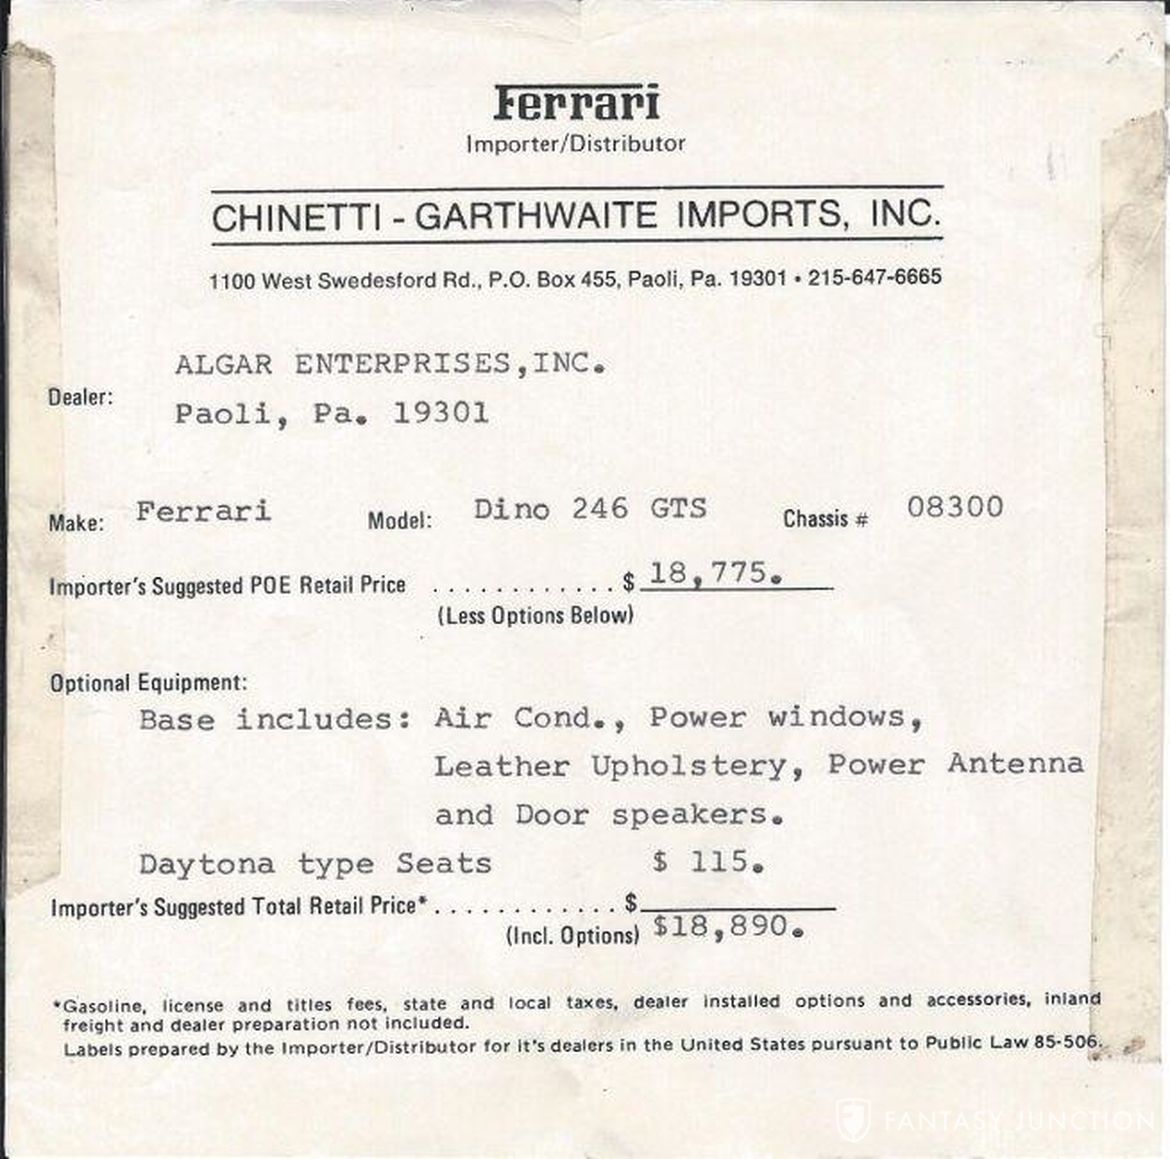 Ferrari
Importer/Distributor
CHINETTI - GARTHWAITE IMPORTS, INC.
1100 West Swedesford Rd., P.O. Box 455, Paoli, Pa. 19301 • 215-647-6665
ALGAR ENTERPRISES,INC.
Dealer:
Paoli, Pa. 19301
Make: Ferrari Model: Dino 246 GTS Chassis # 08300
Importer's Suggested POE Retail Price ............ $ 18,775.
(Less Options Below)
Optional Equipment:
Base includes: Air Cond., Power windows,
Leather Upholstery, Power Antenna
and Door speakers.
Daytona type Seats $ 115.
Importer's Suggested Total Retail Price* ............. $
(Incl. Options) $18,890.
*Gasoline, license and titles fees, state and local taxes, dealer installed options and accessories, inland
freight and dealer preparation not included.
Labels prepared by the Importer/Distributor for it's dealers in the United States pursuant to Public Law 85-506.
FANTASY JUNCTION